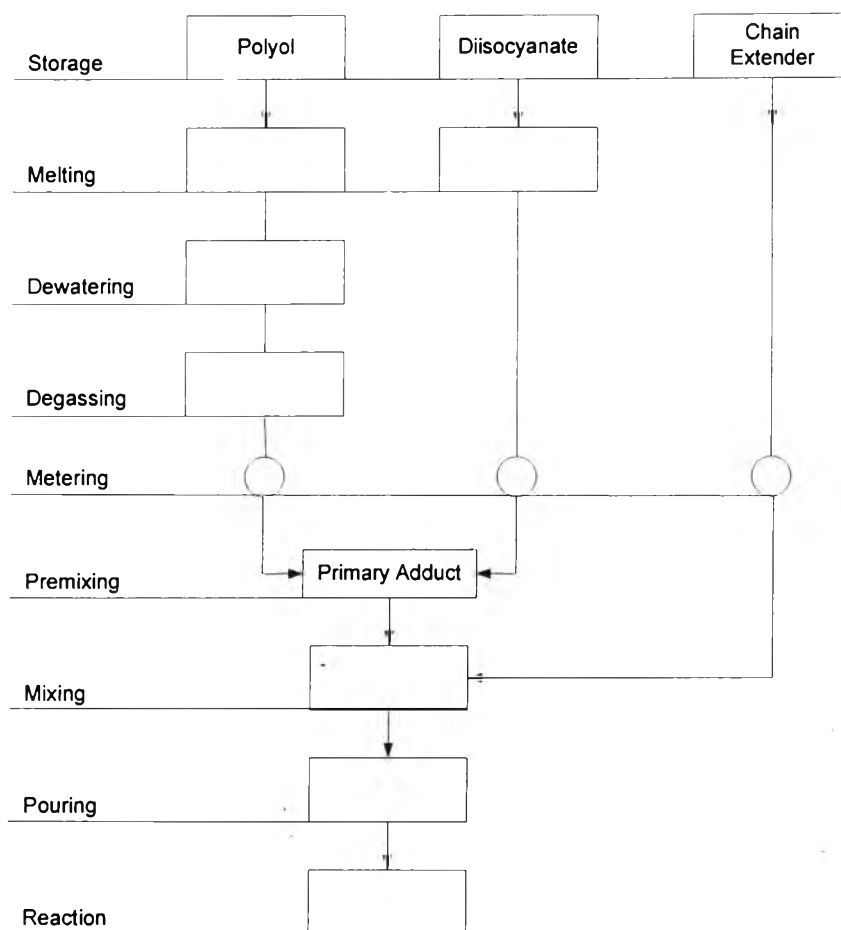 Polyol
Diisocyanate
Chain
Extender
Storage
Melting
Dewatering
Degassing
Metering
Primary Adduct
Premixing
Mixing
Pouring
Reaction